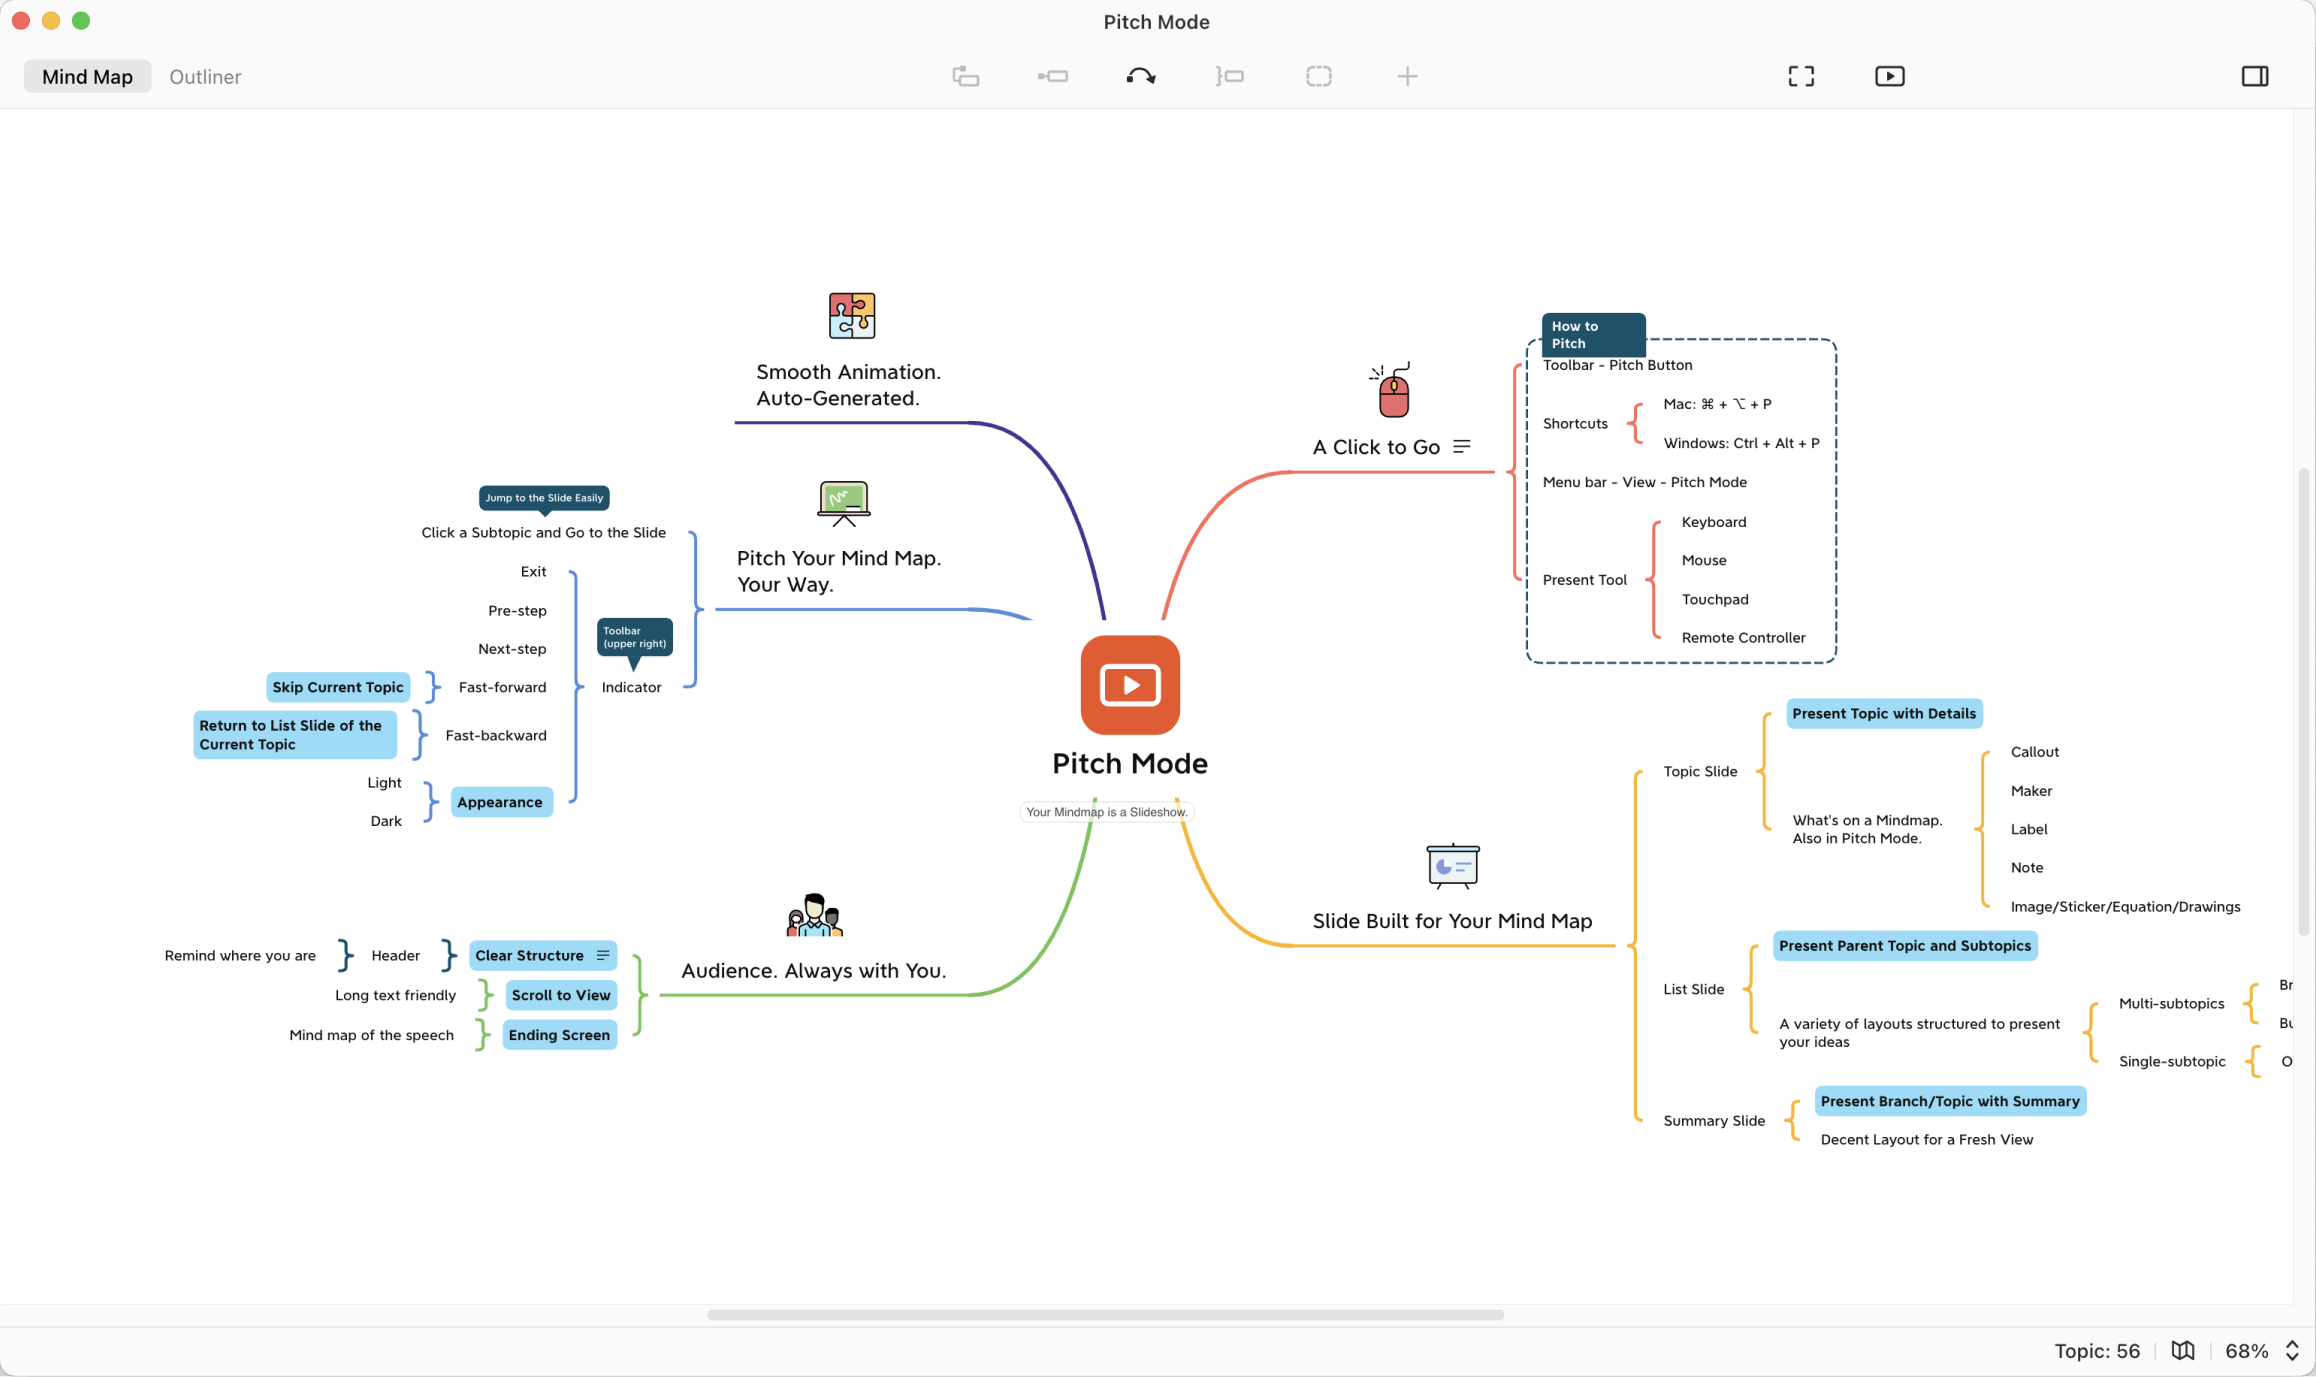 Pitch Mode
Mind Map
Outliner
Smooth Animation.
Auto-Generated.
Jump to the Slide Easily
Click a Subtopic and Go to the Slide
Pitch Your Mind Map.
Your Way.
Exit
Pre-step
Next-step
Toolbar
(upper right)
Skip Current Topic
Fast-forward
Indicator
Return to List Slide of the
Current Topic
Fast-backward
Light
Dark
Appearance
Audience. Always with You.
Remind where you are
Header
Clear Structure
Long text friendly
Scroll to View
Mind map of the speech
Ending Screen
Pitch Mode
Your Mindmap is a Slideshow.
A Click to Go
How to
Pitch
Toolbar - Pitch Button
Shortcuts
Mac: ⌘ + ⌥ + P
Windows: Ctrl + Alt + P
Menu bar - View - Pitch Mode
Present Tool
Keyboard
Mouse
Touchpad
Remote Controller
Slide Built for Your Mind Map
Topic Slide
Present Topic with Details
What's on a Mindmap.
Also in Pitch Mode.
Callout
Maker
Label
Note
Image/Sticker/Equation/Drawings
List Slide
Present Parent Topic and Subtopics
A variety of layouts structured to present
your ideas
Multi-subtopics
Single-subtopic
Summary Slide
Present Branch/Topic with Summary
Decent Layout for a Fresh View
Topic: 56
68%